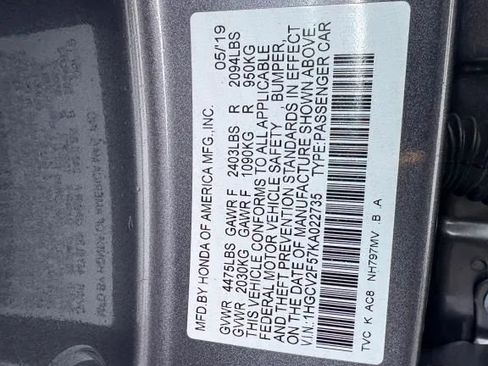 MFD.BY HONDA OF AMERICA MFG.,INC. 05/19
GVWR 4475LBS GAWR F 2403LBS R 2094LBS
GVWR 2030KG GAWR F 1090KG R 950KG
THIS VEHICLE CONFORMS TO ALL APPLICABLE
FEDERAL MOTOR VEHICLE SAFETY , BUMPER,
AND THEFT PREVENTION STANDARDS IN EFFECT
ON THE DATE OF MANUFACTURE SHOWN ABOVE.
V.I.N:1HGCV2F57KA022735 TYPE:PASSENGER CAR
TVC K AC8 NH797MV B A